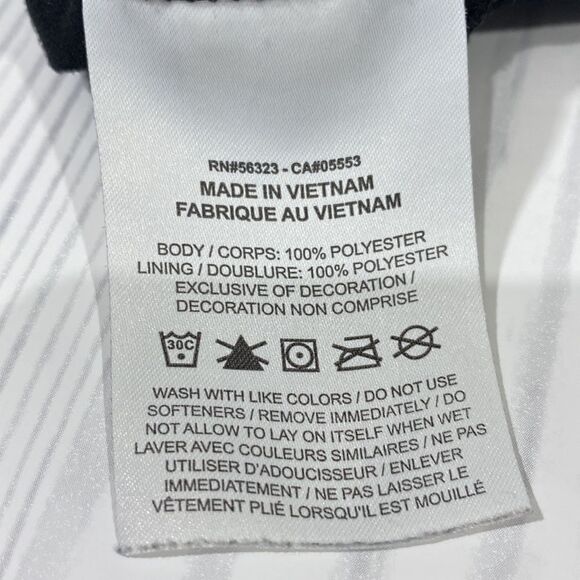 RN#56323 - CA#05553
MADE IN VIETNAM
FABRIQUE AU VIETNAM
BODY / CORPS: 100% POLYESTER
LINING / DOUBLURE: 100% POLYESTER
EXCLUSIVE OF DECORATION /
DECORATION NON COMPRISE
30C
WASH WITH LIKE COLORS / DO NOT USE
SOFTENERS / REMOVE IMMEDIATELY / DO
NOT ALLOW TO LAY ON ITSELF WHEN WET
LAVER AVEC COULEURS SIMILAIRES / NE PAS
UTILISER D'ADOUCISSEUR / ENLEVER
IMMEDIATEMENT / NE PAS LAISSER LE
VÊTEMENT PLIÉ LORSQU'IL EST MOUILLÉ